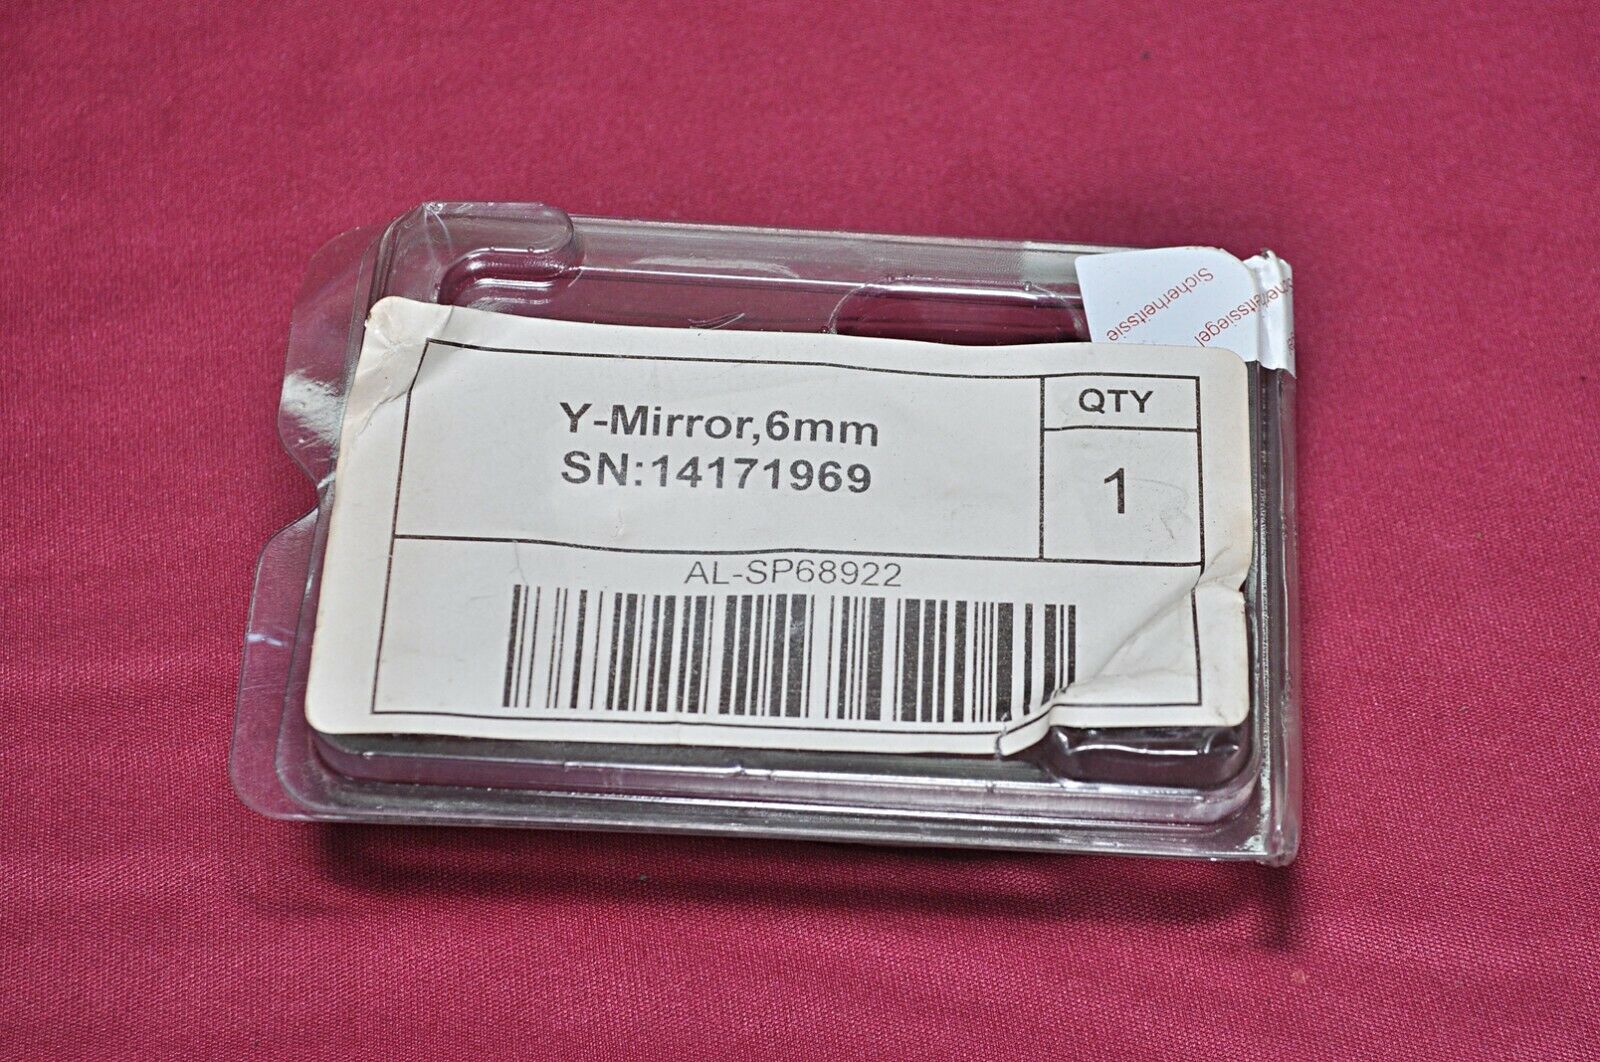 Y-Mirror,6mm
SN:14171969
QTY
1
AL-SP68922
Sicherheitssie